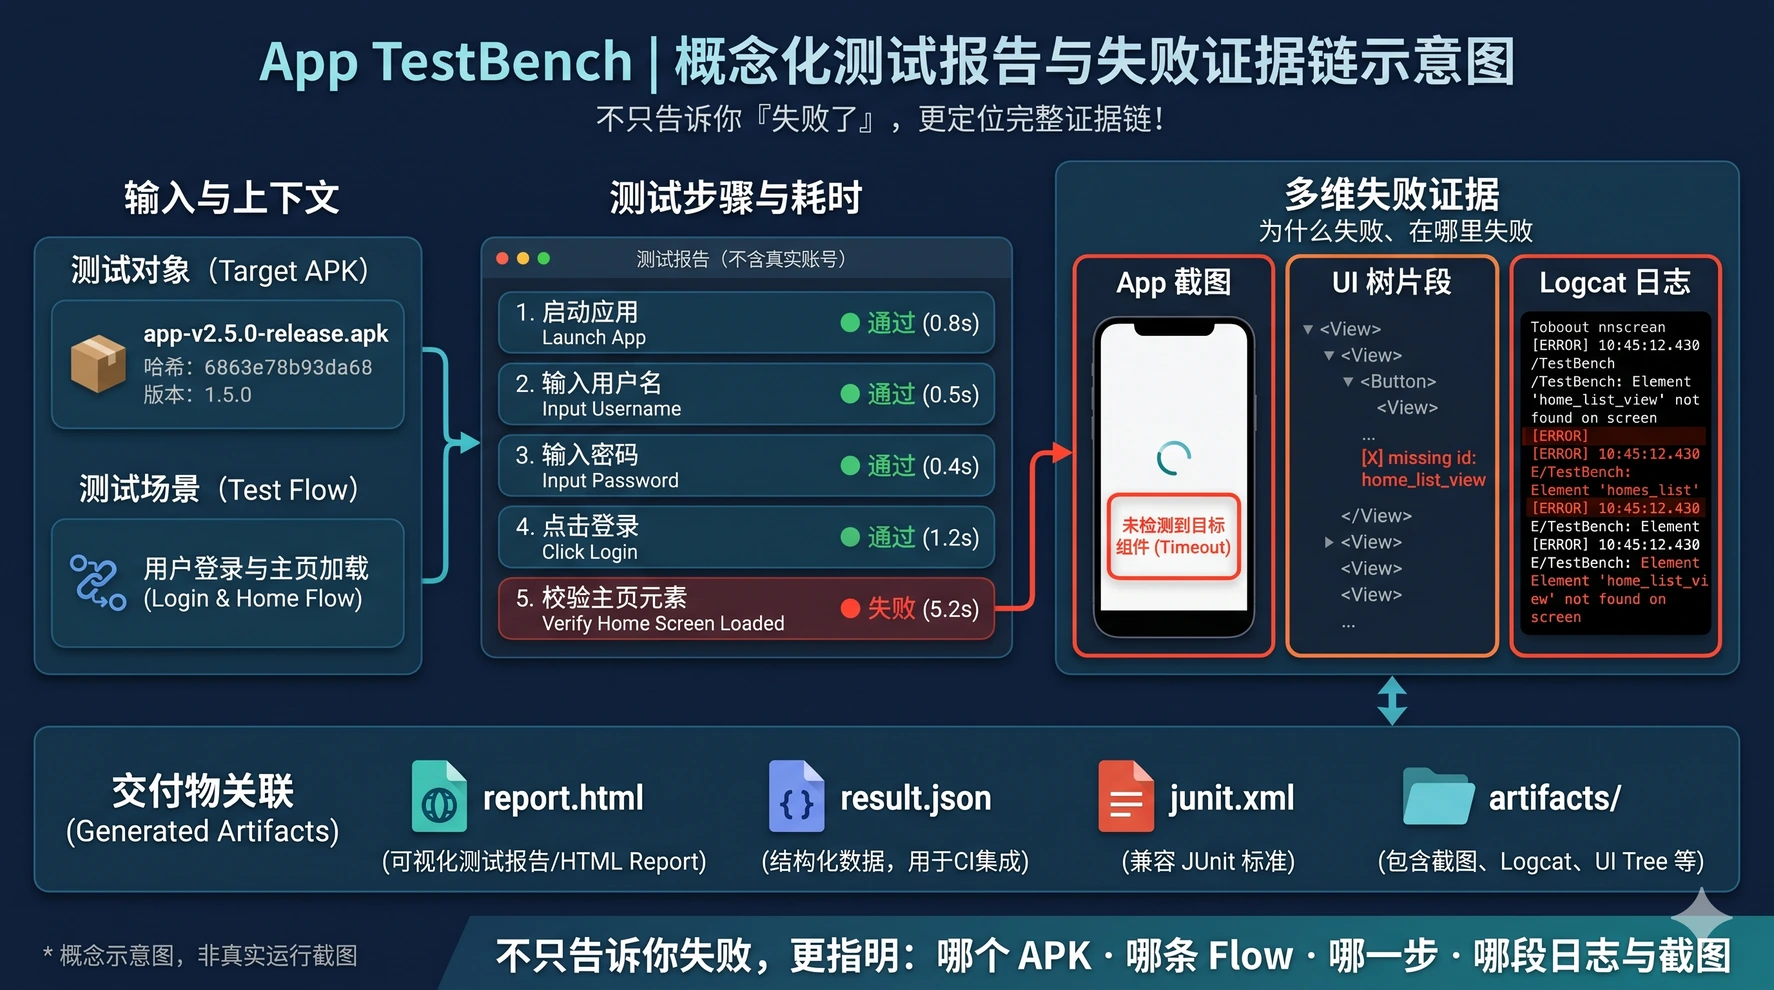 App TestBench | 概念化测试报告与失败证据链示意图
不只告诉你『失败了』，更定位完整证据链！
输入与上下文
测试对象（Target APK）
app-v2.5.0-release.apk
哈希：6863e78b93da68
版本：1.5.0
测试场景（Test Flow）
用户登录与主页加载
(Login & Home Flow)
测试步骤与耗时
测试报告（不含真实账号）
1. 启动应用
Launch App
通过 (0.8s)
2. 输入用户名
Input Username
通过 (0.5s)
3. 输入密码
Input Password
通过 (0.4s)
4. 点击登录
Click Login
通过 (1.2s)
5. 校验主页元素
Verify Home Screen Loaded
失败 (5.2s)
多维失败证据
为什么失败、在哪里失败
App 截图
未检测到目标
组件 (Timeout)
UI 树片段
▼ <View>
▼ <View>
▼ <Button>
<View>
...
[X] missing id:
home_list_view
</View>
▶ <View>
<View>
<View>
...
Logcat 日志
Toboout nnscrean
[ERROR] 10:45:12.430
/TestBench
/TestBench: Element
'home_list_view' not
found on screen
[ERROR]
[ERROR] 10:45:12.430
E/TestBench:
Element 'homes_list'
[ERROR] 10:45:12.430
E/TestBench: Element
[ERROR] 10:45:12.430
E/TestBench: Element
Element 'home_list_vi
ew' not found on
screen
交付物关联
(Generated Artifacts)
report.html
(可视化测试报告/HTML Report)
result.json
(结构化数据，用于CI集成)
junit.xml
(兼容 JUnit 标准)
artifacts/
(包含截图、Logcat、UI Tree 等)
* 概念示意图，非真实运行截图
不只告诉你失败，更指明：哪个 APK · 哪条 Flow · 哪一步 · 哪段日志与截图